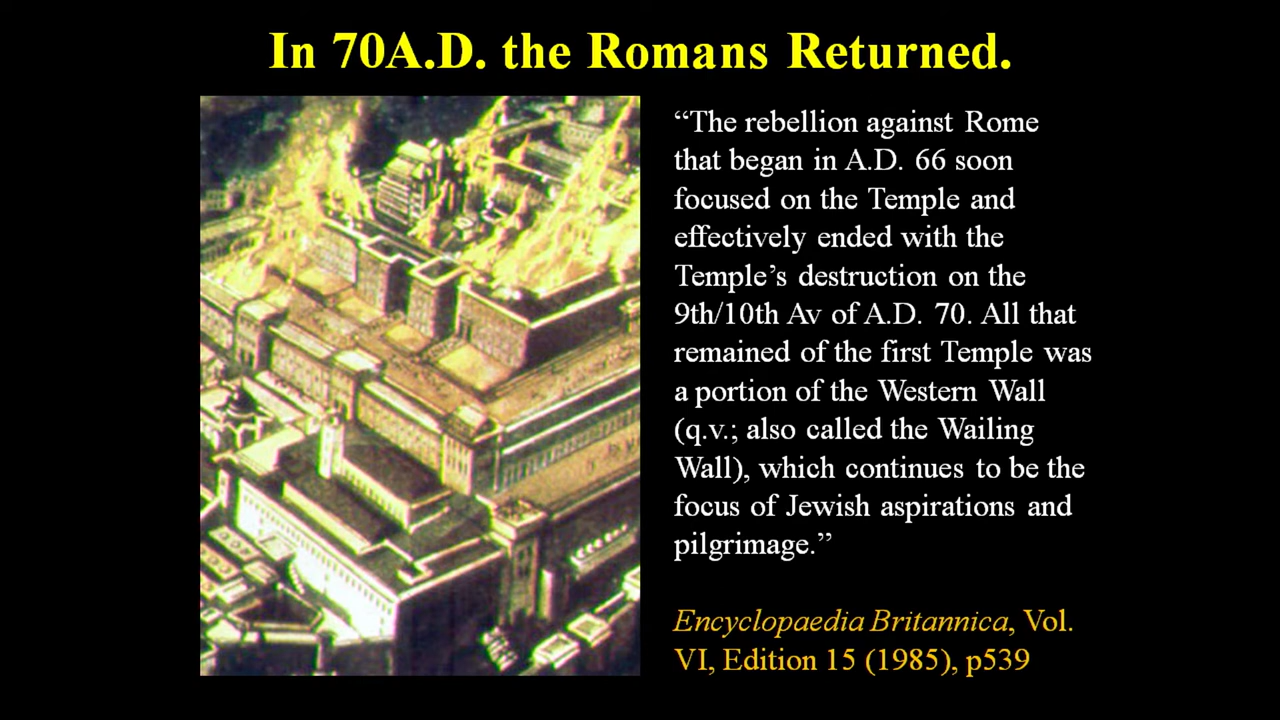 In 70A.D. the Romans Returned.
“The rebellion against Rome
that began in A.D. 66 soon
focused on the Temple and
effectively ended with the
Temple’s destruction on the
9th/10th Av of A.D. 70. All that
remained of the first Temple was
a portion of the Western Wall
(q.v.; also called the Wailing
Wall), which continues to be the
focus of Jewish aspirations and
pilgrimage.”
Encyclopaedia Britannica, Vol.
VI, Edition 15 (1985), p539